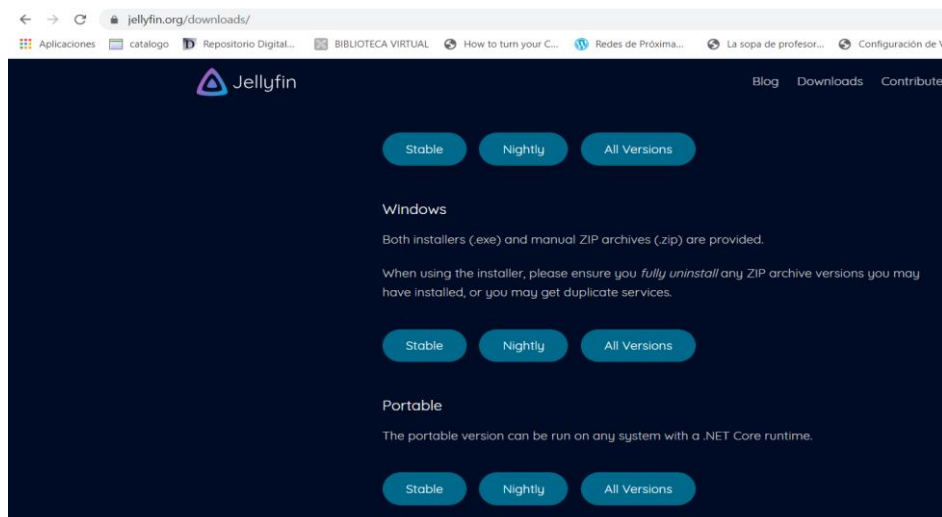 jellyfin.org/downloads/
Aplicaciones catalogo Repositorio Digital... BIBLIOTECA VIRTUAL How to turn your C... Redes de Próxima... La sopa de profesor... Configuración de
Jellyfin Blog Downloads Contribute
Stable Nightly All Versions
Windows
Both installers (.exe) and manual ZIP archives (.zip) are provided.
When using the installer, please ensure you fully uninstall any ZIP archive versions you may
have installed, or you may get duplicate services.
Stable Nightly All Versions
Portable
The portable version can be run on any system with a .NET Core runtime.
Stable Nightly All Versions